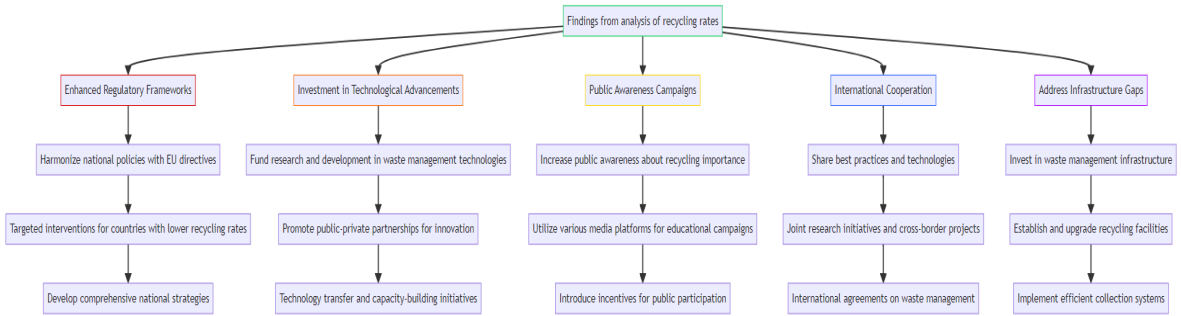 Findings from analysis of recycling rates
Enhanced Regulatory Frameworks
Investment in Technological Advancements
Public Awareness Campaigns
International Cooperation
Address Infrastructure Gaps
Harmonize national policies with EU directives
Fund research and development in waste management technologies
Increase public awareness about recycling importance
Share best practices and technologies
Invest in waste management infrastructure
Targeted interventions for countries with lower recycling rates
Promote public-private partnerships for innovation
Utilize various media platforms for educational campaigns
Joint research initiatives and cross-border projects
Establish and upgrade recycling facilities
Develop comprehensive national strategies
Technology transfer and capacity-building initiatives
Introduce incentives for public participation
International agreements on waste management
Implement efficient collection systems